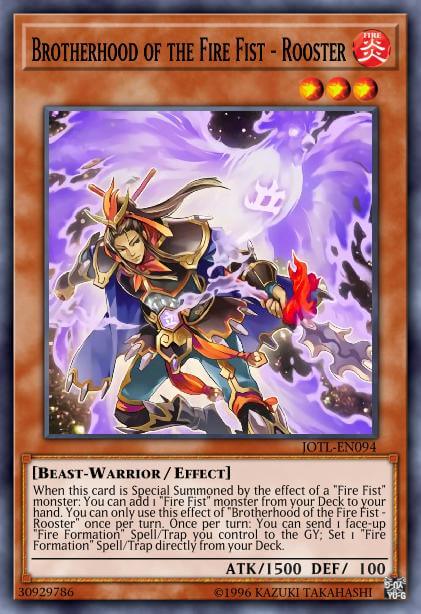 BROTHERHOOD OF THE FIRE FIST - ROOSTER
FIRE
炎
JOTL-EN094
[BEAST-WARRIOR / EFFECT]
When this card is Special Summoned by the effect of a "Fire Fist"
monster: You can add 1 "Fire Fist" monster from your Deck to your
hand. You can only use this effect of "Brotherhood of the Fire Fist -
Rooster" once per turn. Once per turn: You can send 1 face-up
"Fire Formation" Spell/Trap you control to the GY; Set 1
"Fire Formation" Spell/Trap directly from your Deck.
ATK/1500 DEF/ 100
30929786
©1996 KAZUKI TAKAHASHI